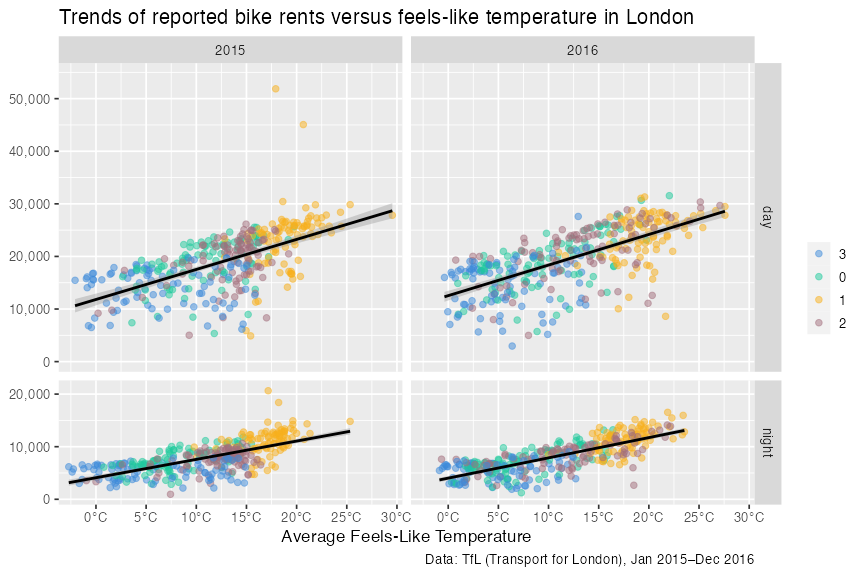 Trends of reported bike rents versus feels-like temperature in London
2015
2016
50,000
40,000
30,000
20,000
10,000
0
day
20,000
10,000
0
night
0°C 5°C 10°C 15°C 20°C 25°C 30°C
0°C 5°C 10°C 15°C 20°C 25°C 30°C
Average Feels-Like Temperature
Data: TfL (Transport for London), Jan 2015–Dec 2016
3
0
1
2